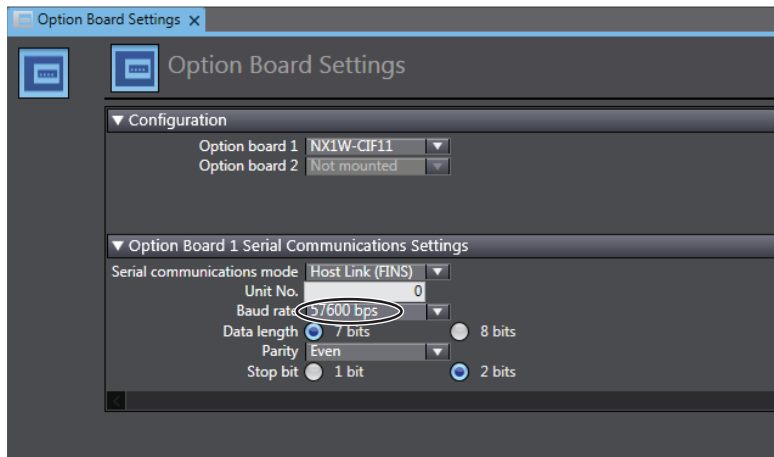 Option Board Settings ×
Option Board Settings
▼ Configuration
Option board 1 NX1W-CIF11 ▼
Option board 2 Not mounted ▼
▼ Option Board 1 Serial Communications Settings
Serial communications mode Host Link (FINS) ▼
Unit No. 0
Baud rate 57600 bps ▼
Data length 7 bits 8 bits
Parity Even ▼
Stop bit 1 bit 2 bits